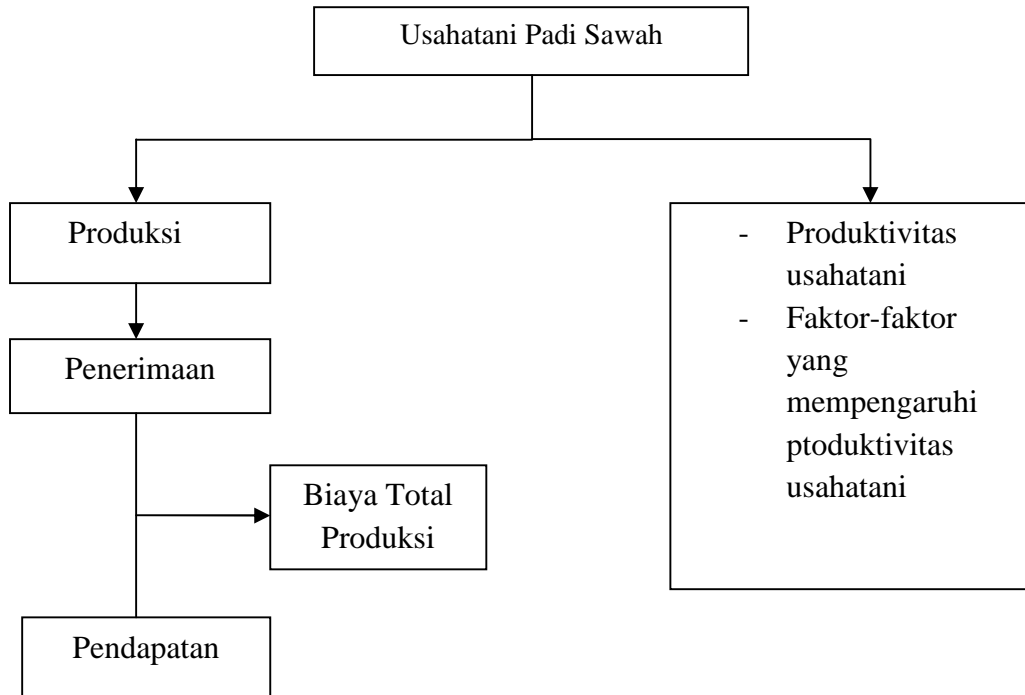 Usahatani Padi Sawah
Produksi
Penerimaan
Biaya Total
Produksi
Pendapatan
- Produktivitas
usahatani
- Faktor-faktor
yang
mempengaruhi
ptoduktivitas
usahatani